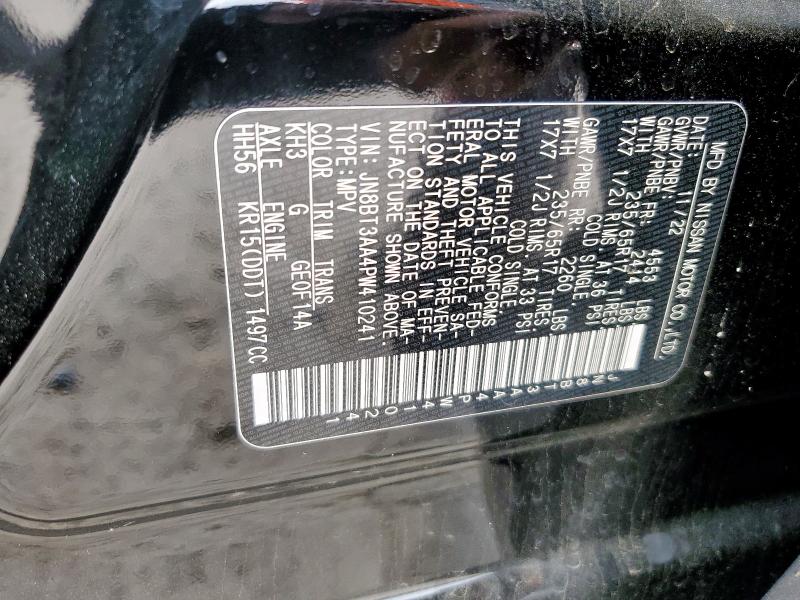 MFD BY NISSAN MOTOR CO.,LTD.
DATE: 11/22
GVWR/PNBV: 4553 LBS
GAWR/PNBE FR: 2414 LBS
WITH 235/65R17 TIRES
17X7 1/2J RIMS AT 36 PSI
COLD SINGLE
GAWR/PNBE RR: 2260 LBS
WITH 235/65R17 TIRES
17X7 1/2J RIMS AT 33 PSI
COLD SINGLE
THIS VEHICLE CONFORMS
TO ALL APPLICABLE FED-
ERAL MOTOR VEHICLE SA-
FETY AND THEFT PREVEN-
TION STANDARDS IN EFF-
ECT ON THE DATE OF MA-
NUFACTURE SHOWN ABOVE.
VIN: JN8BT3AA4PW410241
TYPE:MPV
COLOR TRIM TRANS
KH3 G GE0F14A
AXLE ENGINE
HH56 KR15(DDT) 1497CC
JN8BT3AA4PW410241